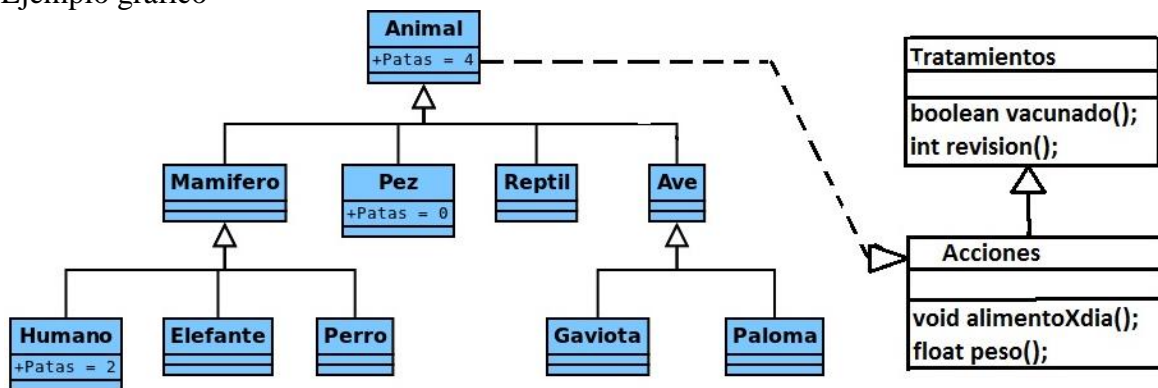 Ejemplo gráfico
Animal
+Patas = 4
Tratamientos
boolean vacunado();
int revision();
Mamifero
Pez
+Patas = 0
Reptil
Ave
Acciones
void alimentoXdia();
float peso();
Humano
+Patas = 2
Elefante
Perro
Gaviota
Paloma